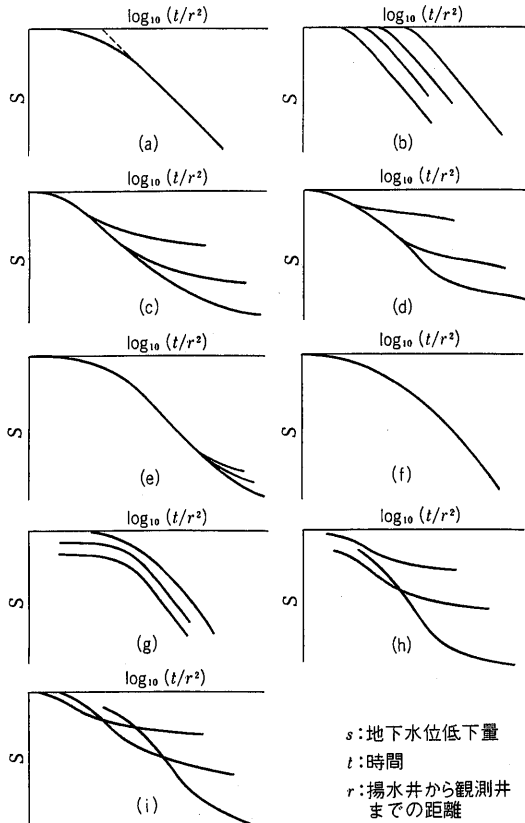 log₁₀ (t/r²)
log₁₀ (t/r²)
S
(a)
S
(b)
log₁₀ (t/r²)
log₁₀ (t/r²)
S
(c)
S
(d)
log₁₀ (t/r²)
log₁₀ (t/r²)
S
(e)
S
(f)
log₁₀ (t/r²)
log₁₀ (t/r²)
S
(g)
S
(h)
log₁₀ (t/r²)
S
(i)
s:地下水位低下量
t:時間
r:揚水井から観測井
までの距離